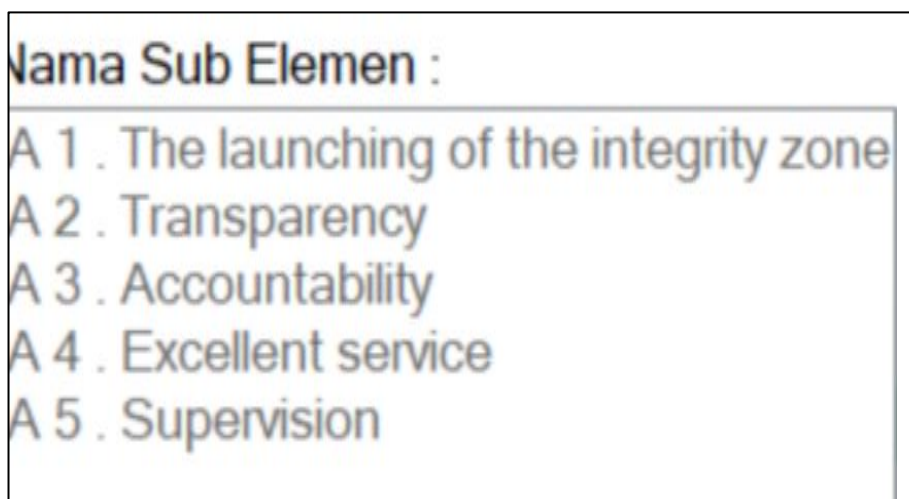 Nama Sub Elemen :
A 1 . The launching of the integrity zone
A 2 . Transparency
A 3 . Accountability
A 4 . Excellent service
A 5 . Supervision